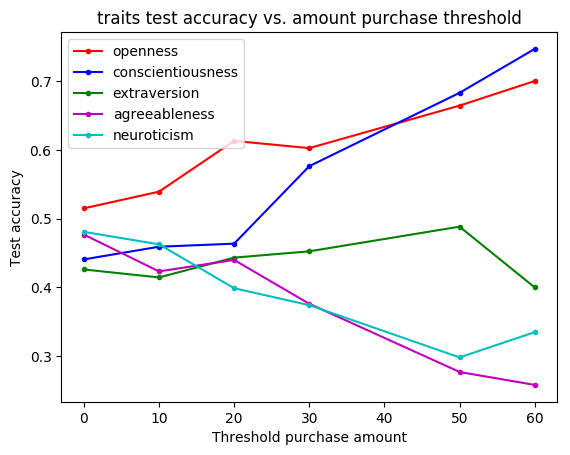 traits test accuracy vs. amount purchase threshold
openness
conscientiousness
extraversion
agreeableness
neuroticism
Test accuracy
0.7
0.6
0.5
0.4
0.3
0 10 20 30 40 50 60
Threshold purchase amount